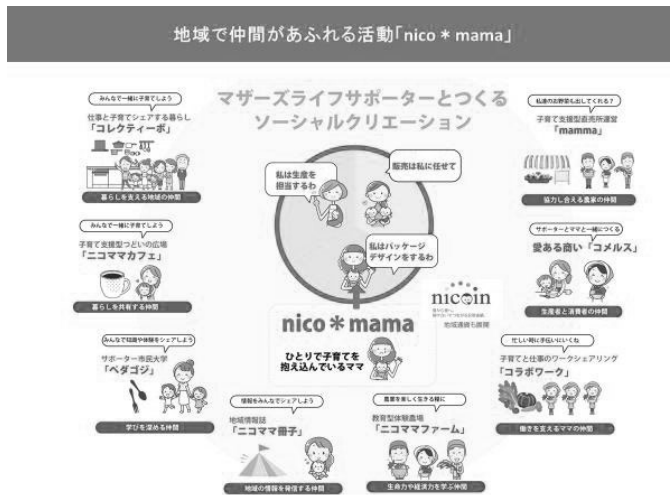 地域で仲間があふれる活動「nico＊mama」
マザーズライフサポーターとつくる
ソーシャルクリエーション
みんなで一緒に子育てしよう
仕事と子育てシェアする暮らし
「コレクティーボ」
暮らしを支える地域の仲間
みんなで一緒に子育てしよう
子育て支援型つどいの広場
「ニコママカフェ」
暮らしを共有する仲間
みんなで知識や体験をシェアしよう
サポーター市民大学
「ペダゴジ」
学びを深める仲間
情報をみんなでシェアしよう
地域情報誌
「ニコママ冊子」
地域の情報を発信する仲間
農業を楽しく生きる糧に
教育型体験農場
「ニコママファーム」
生命力や経済力を学ぶ仲間
忙しい時に手伝いにいくね
子育てと仕事のワークシェアリング
「コラボワーク」
働きを支えるママの仲間
サポーターとママと一緒につくる
愛ある商い「コメルス」
生産者と消費者の仲間
私達のお野菜も出してくれる？
子育て支援型直売所運営
「mamma」
協力し合える農家の仲間
私は生産を
担当するわ
販売は私に任せて
私はパッケージ
デザインをするわ
nicoin
地域通貨も展開
nico＊mama
ひとりで子育てを
抱え込んでいるママ